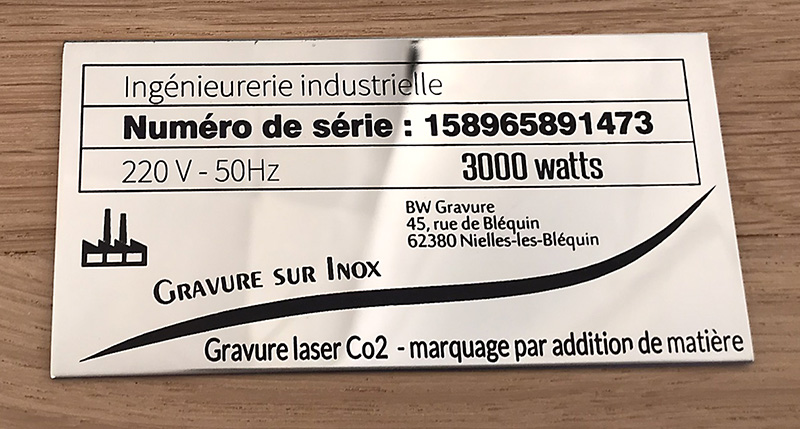 Ingénieurerie industrielle
Numéro de série : 158965891473
220 V - 50Hz 3000 watts
BW Gravure
45, rue de Bléquin
62380 Nielles-les-Bléquin
Gravure sur Inox
Gravure laser Co2 - marquage par addition de matière